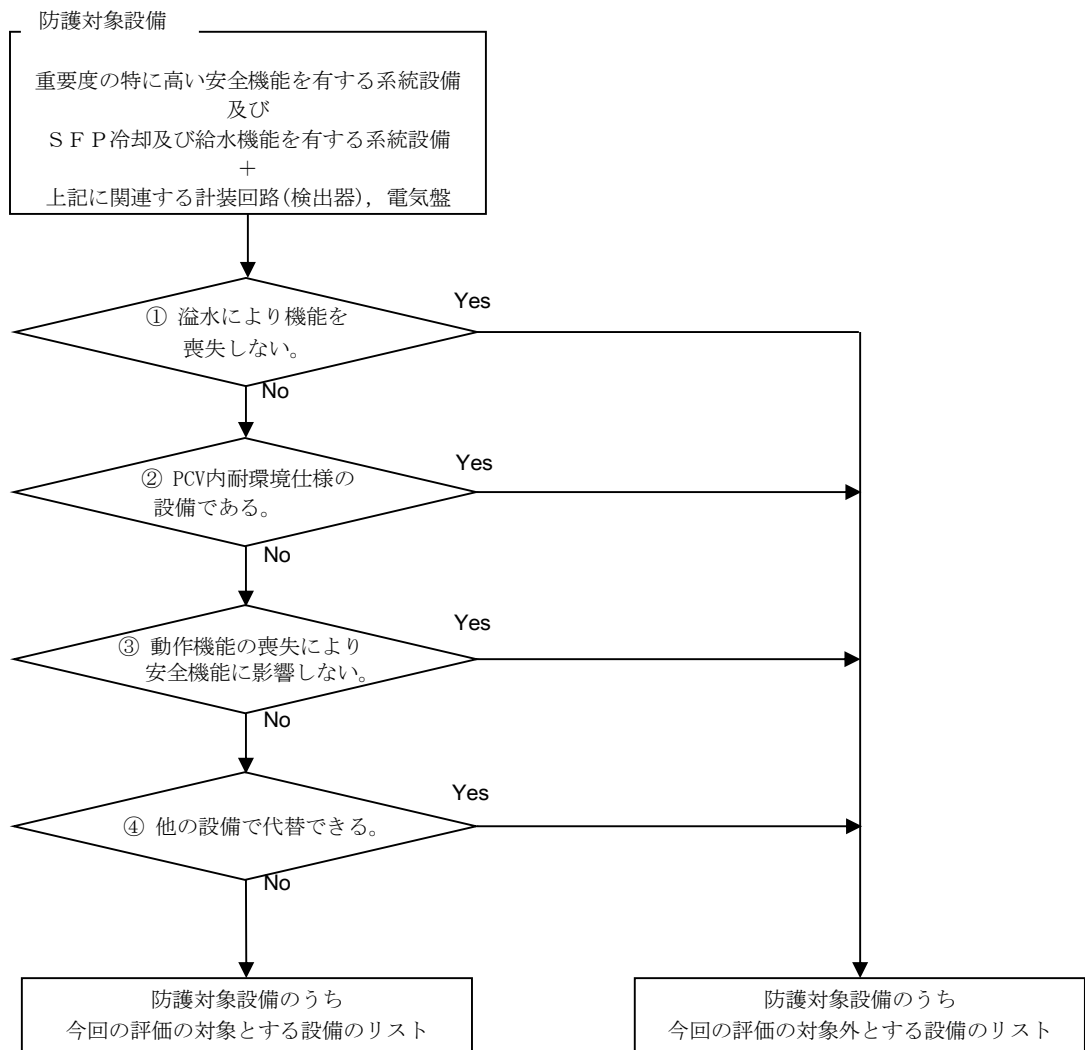 防護対象設備
重要度の特に高い安全機能を有する系統設備
及び
ＳＦＰ冷却及び給水機能を有する系統設備
＋
上記に関連する計装回路(検出器)，電気盤
Yes
① 溢水により機能を
喪失しない。
No
Yes
② PCV内耐環境仕様の
設備である。
No
Yes
③ 動作機能の喪失により
安全機能に影響しない。
No
Yes
④ 他の設備で代替できる。
No
防護対象設備のうち
今回の評価の対象とする設備のリスト
防護対象設備のうち
今回の評価の対象外とする設備のリスト